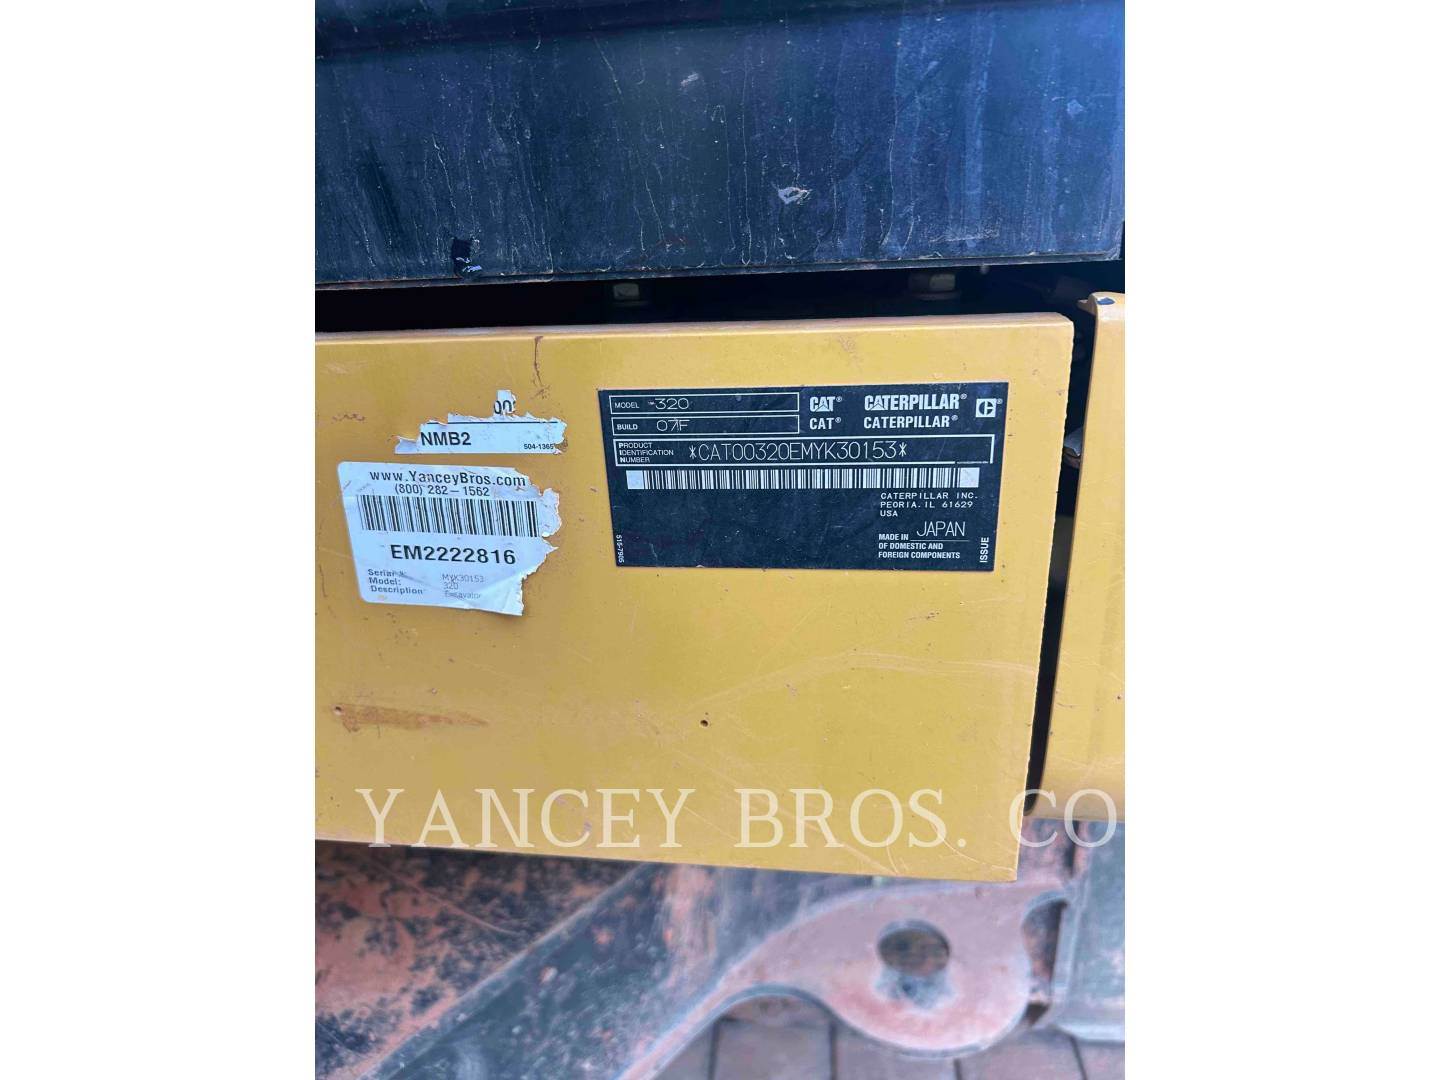 00
NMB2
504-1365
www.YanceyBros.com
(800) 282-1562
EM2222816
Serial #:
MYK30153
Model:
320
Description:
Excavator
MODEL 320
BUILD 07F
CAT® CATERPILLAR®
CAT® CATERPILLAR®
PRODUCT
IDENTIFICATION
NUMBER
*CAT00320EMYK30153*
CATERPILLAR INC.
PEORIA, IL 61629
USA
MADE IN JAPAN
OF DOMESTIC AND
FOREIGN COMPONENTS
515-7905
ISSUE
YANCEY BROS. CO